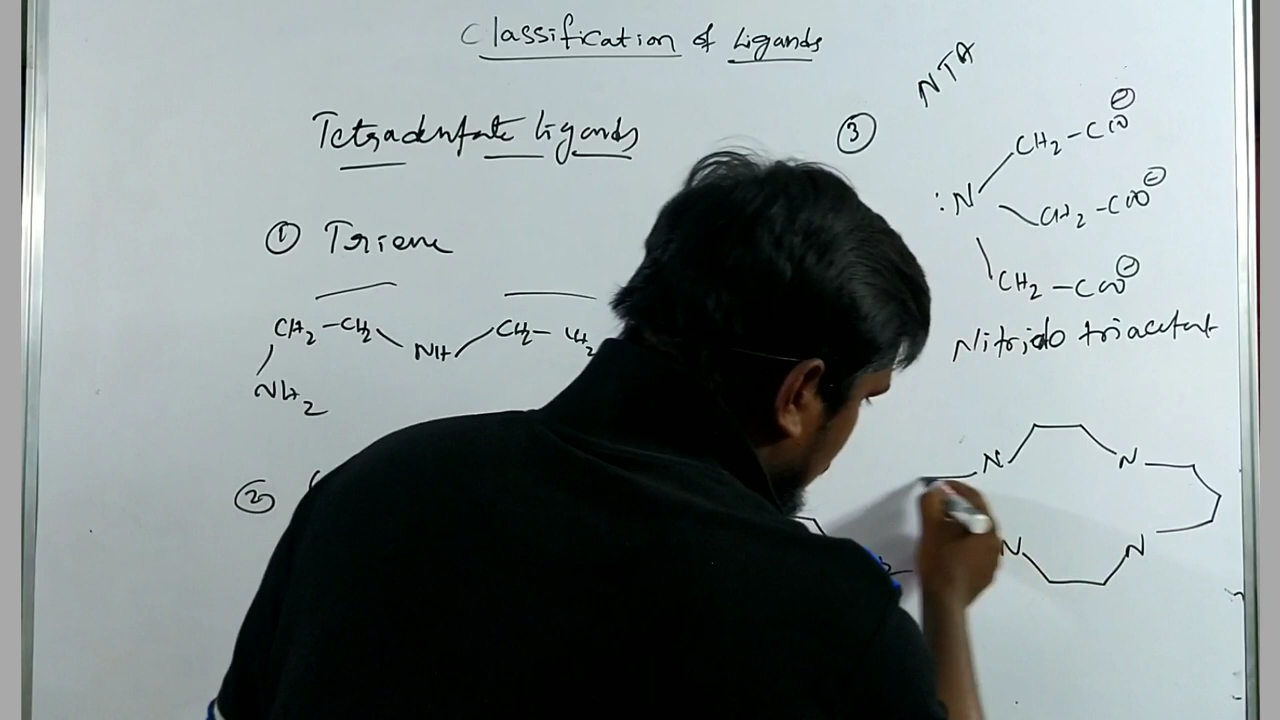 Classification of Ligands
Tetradentate ligands
① Triene
CH₂-CH₂ NH CH₂-
NH₂
②
③
NTA
CH₂-COO⊖
:N CH₂-COO⊖
CH₂-COO⊖
Nitrido triacetat
N N
N N